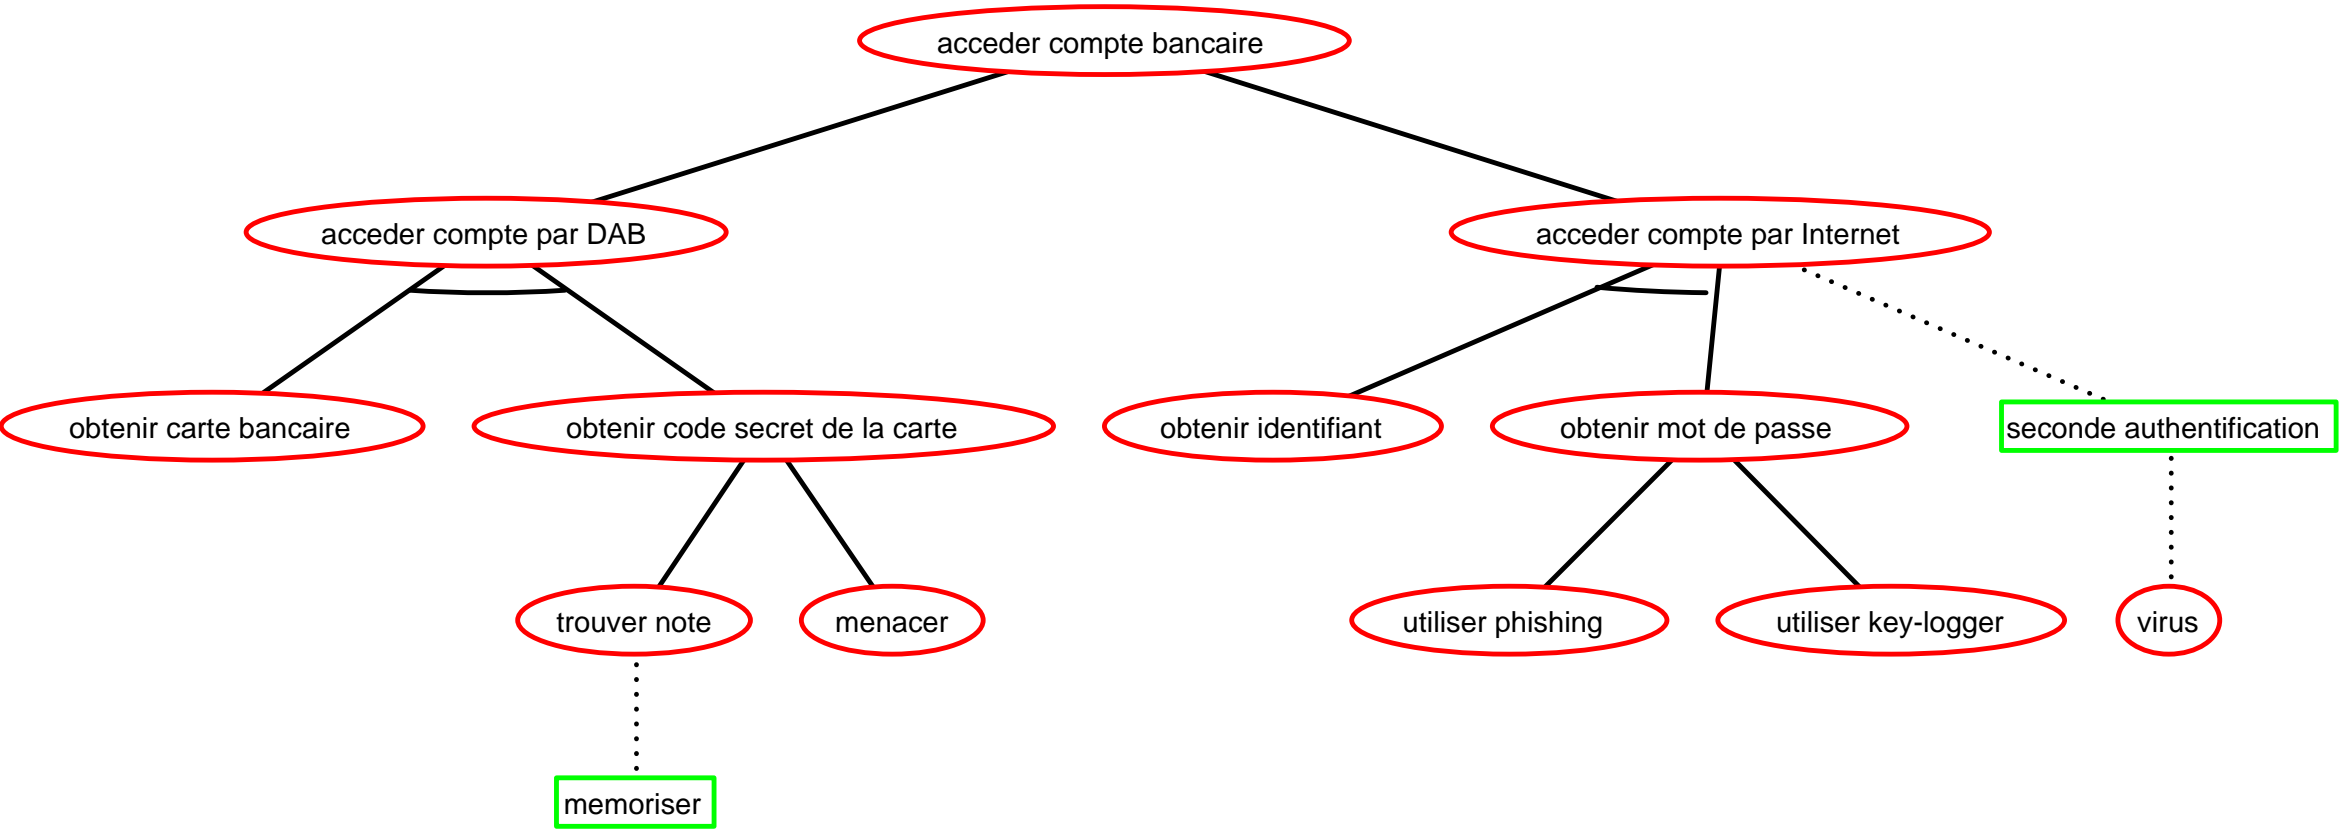 acceder compte bancaire
acceder compte par DAB
acceder compte par Internet
obtenir carte bancaire
obtenir code secret de la carte
obtenir identifiant
obtenir mot de passe
seconde authentification
trouver note
menacer
utiliser phishing
utiliser key-logger
virus
memoriser